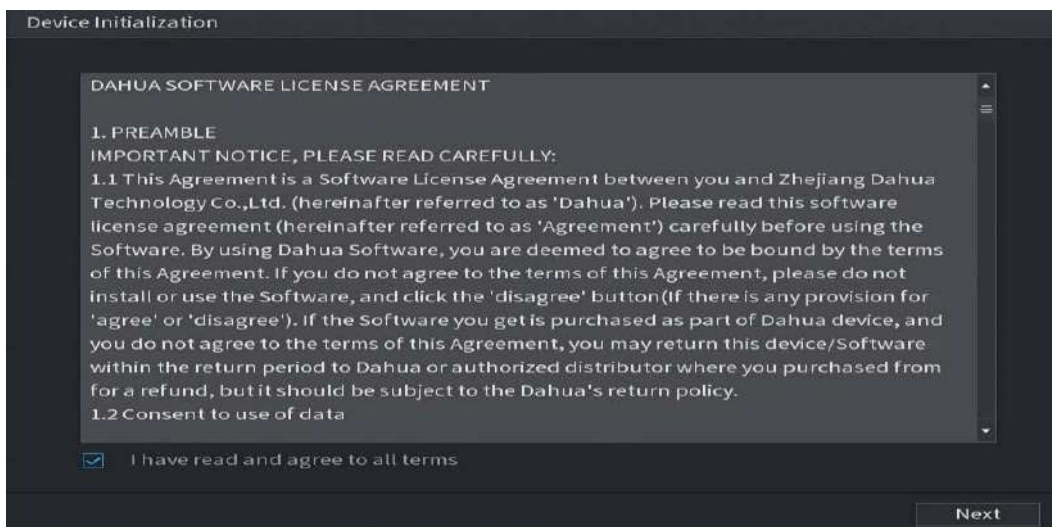 Device Initialization
DAHUA SOFTWARE LICENSE AGREEMENT
1. PREAMBLE
IMPORTANT NOTICE, PLEASE READ CAREFULLY:
1.1 This Agreement is a Software License Agreement between you and Zhejiang Dahua
Technology Co.,Ltd. (hereinafter referred to as 'Dahua'). Please read this software
license agreement (hereinafter referred to as 'Agreement') carefully before using the
Software. By using Dahua Software, you are deemed to agree to be bound by the terms
of this Agreement. If you do not agree to the terms of this Agreement, please do not
install or use the Software, and click the 'disagree' button(If there is any provision for
'agree' or 'disagree'). If the Software you get is purchased as part of Dahua device, and
you do not agree to the terms of this Agreement, you may return this device/Software
within the return period to Dahua or authorized distributor where you purchased from
for a refund, but it should be subject to the Dahua's return policy.
1.2 Consent to use of data
I have read and agree to all terms
Next